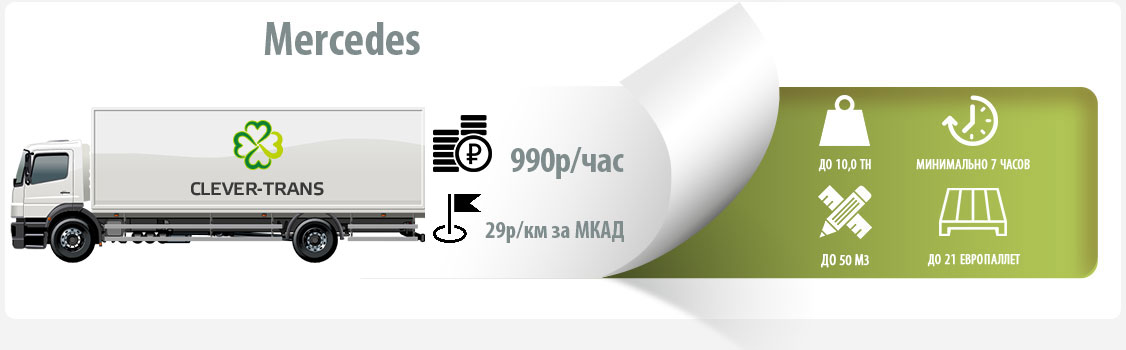 Mercedes
CLEVER-TRANS
990р/час
29р/км за МКАД
ДО 10,0 ТН
МИНИМАЛЬНО 7 ЧАСОВ
ДО 50 М3
ДО 21 ЕВРОПАЛЛЕТ